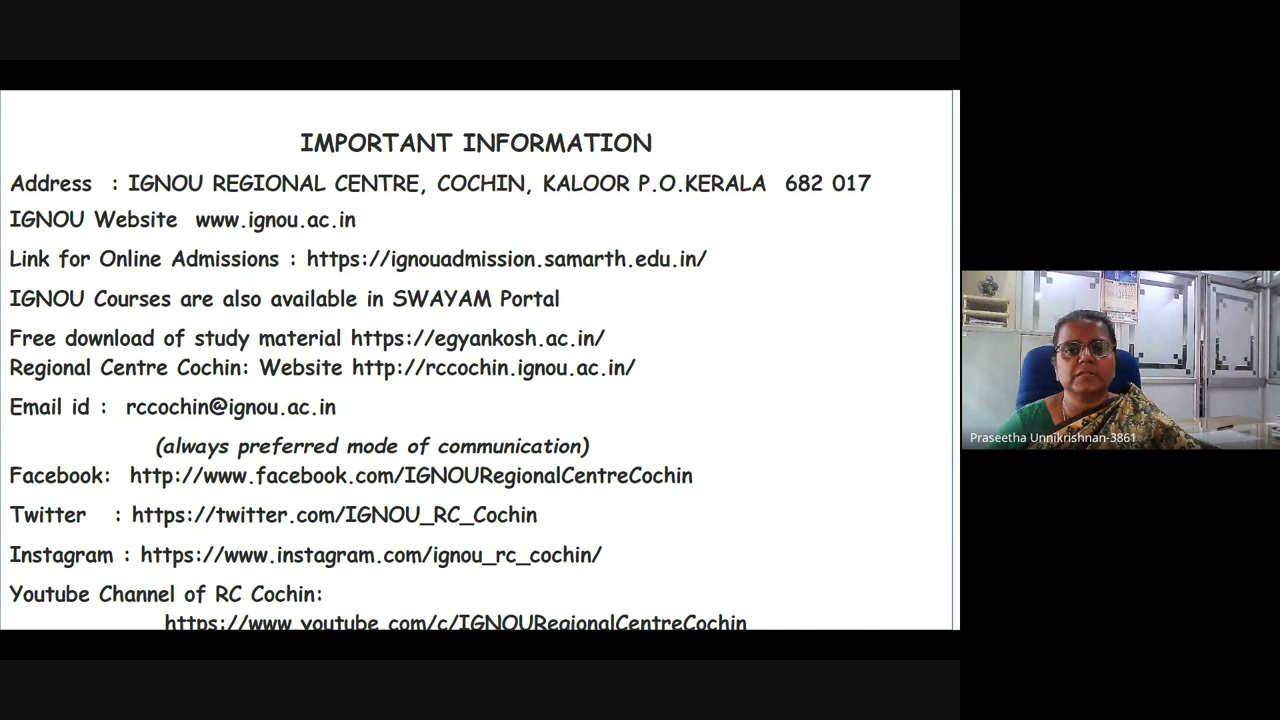 IMPORTANT INFORMATION
Address : IGNOU REGIONAL CENTRE, COCHIN, KALOOR P.O.KERALA 682 017
IGNOU Website www.ignou.ac.in
Link for Online Admissions : https://ignouadmission.samarth.edu.in/
IGNOU Courses are also available in SWAYAM Portal
Free download of study material https://egyankosh.ac.in/
Regional Centre Cochin: Website http://rccochin.ignou.ac.in/
Email id : rccochin@ignou.ac.in
(always preferred mode of communication)
Facebook: http://www.facebook.com/IGNOURegionalCentreCochin
Twitter : https://twitter.com/IGNOU_RC_Cochin
Instagram : https://www.instagram.com/ignou_rc_cochin/
Youtube Channel of RC Cochin:
https://www.youtube.com/c/IGNOURegionalCentreCochin
Praseetha Unnikrishnan-3861